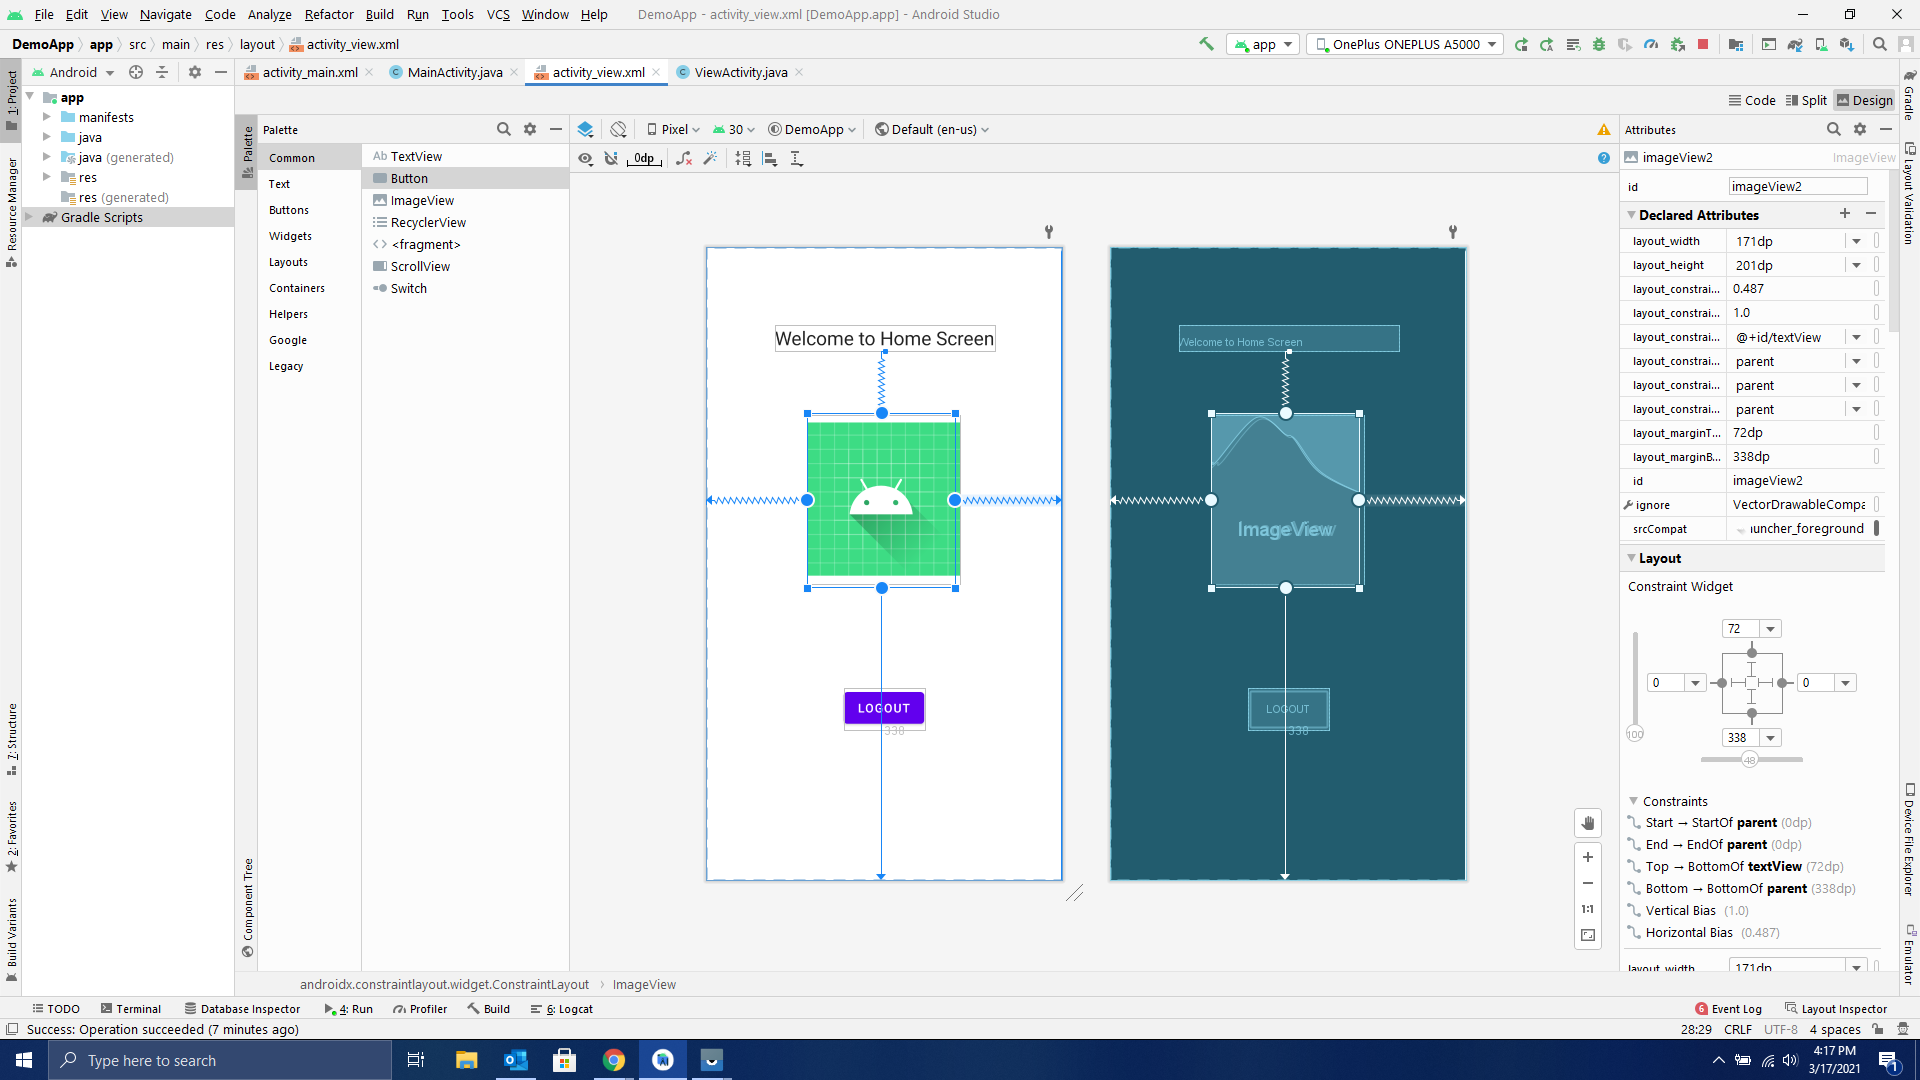 File Edit View Navigate Code Analyze Refactor Build Run Tools VCS Window Help DemoApp - activity_view.xml [DemoApp.app] - Android Studio
DemoApp app src main res layout activity_view.xml
app OnePlus ONEPLUS A5000
Android
activity_main.xml MainActivity.java activity_view.xml ViewActivity.java
1: Project
Resource Manager
7: Structure
2: Favorites
Build Variants
app
manifests
java
java (generated)
res
res (generated)
Gradle Scripts
Code Split Design
Palette
Component Tree
Palette
Common
Text
Buttons
Widgets
Layouts
Containers
Helpers
Google
Legacy
Ab TextView
Button
ImageView
RecyclerView
<fragment>
ScrollView
Switch
Pixel 30 DemoApp Default (en-us)
0dp
Welcome to Home Screen
LOGOUT
338
Welcome to Home Screen
ImageView
LOGOUT
338
1:1
Attributes
imageView2 ImageView
id imageView2
Declared Attributes
layout_width 171dp
layout_height 201dp
layout_constrai... 0.487
layout_constrai... 1.0
layout_constrai... @+id/textView
layout_constrai... parent
layout_constrai... parent
layout_constrai... parent
layout_marginT... 72dp
layout_marginB... 338dp
id imageView2
ignore VectorDrawableCompa
srcCompat uncher_foreground
Layout
Constraint Widget
72
0 0
100
338
48
Constraints
Start → StartOf parent (0dp)
End → EndOf parent (0dp)
Top → BottomOf textView (72dp)
Bottom → BottomOf parent (338dp)
Vertical Bias (1.0)
Horizontal Bias (0.487)
layout_width 171dp
Gradle
Layout Validation
Device File Explorer
Emulator
androidx.constraintlayout.widget.ConstraintLayout ImageView
TODO Terminal Database Inspector 4: Run Profiler Build 6: Logcat 6 Event Log Layout Inspector
Success: Operation succeeded (7 minutes ago) 28:29 CRLF UTF-8 4 spaces
Type here to search
4:17 PM
3/17/2021
1